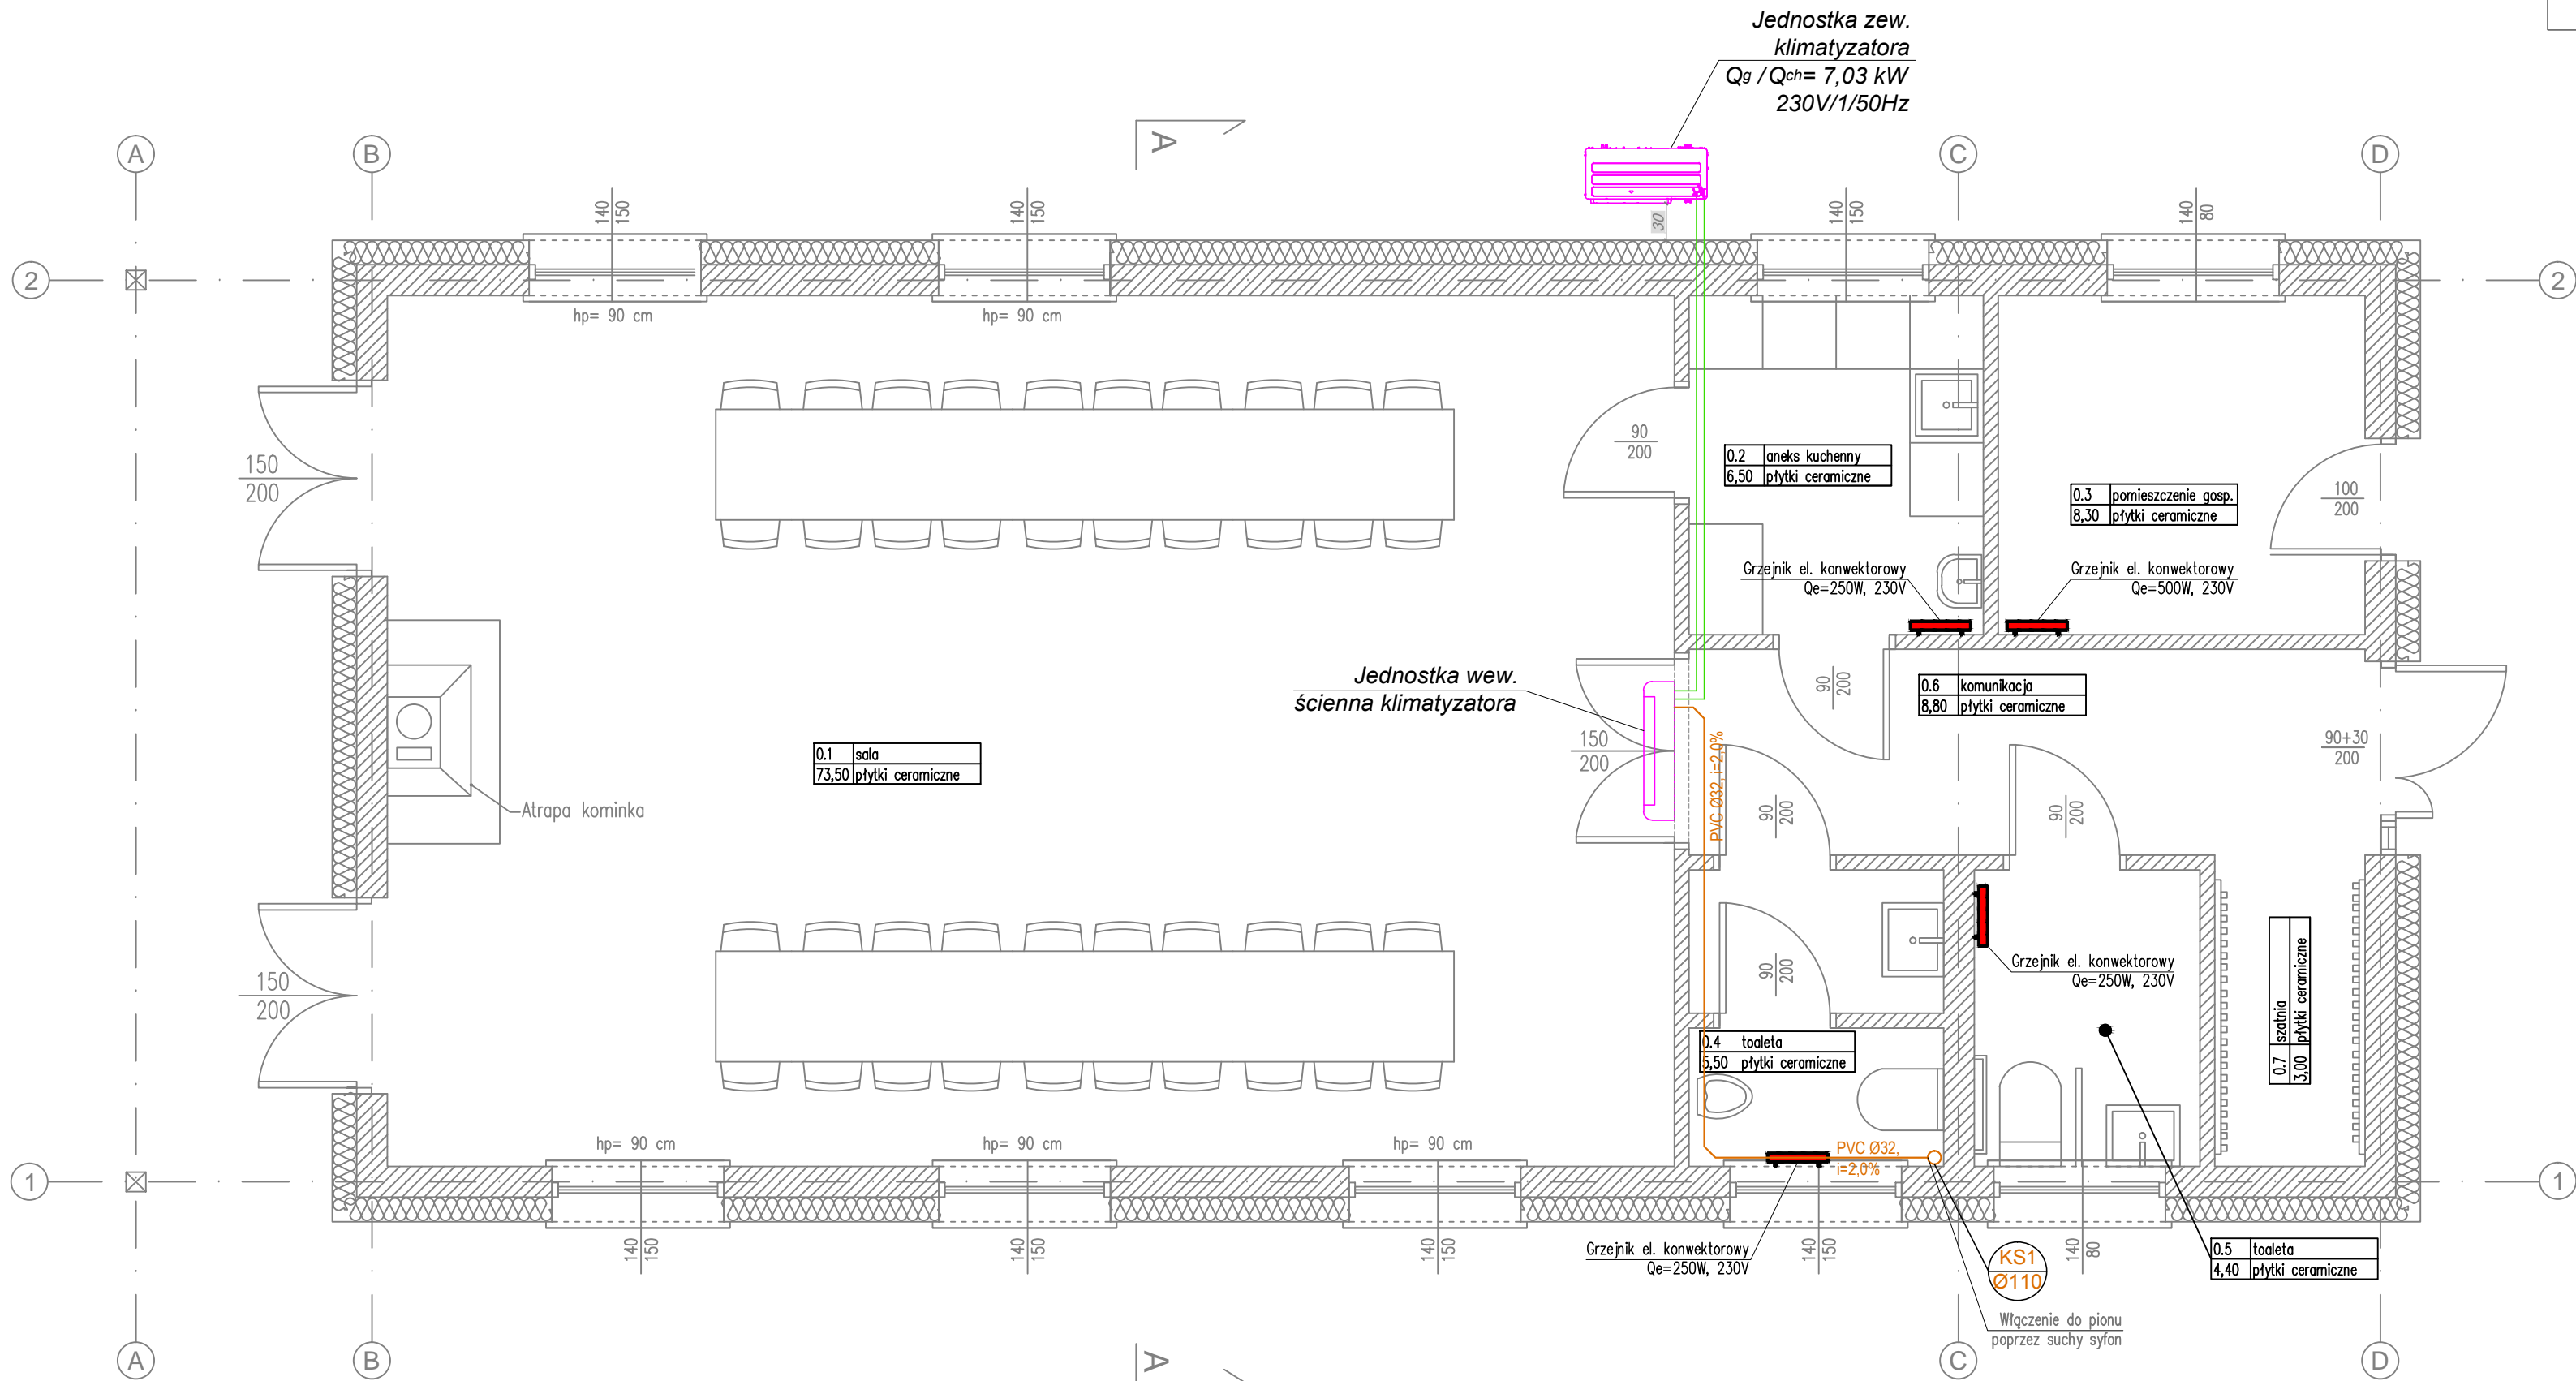 Jednostka zew.
klimatyzatora
Qg / Qch= 7,03 kW
230V/1/50Hz
A
A
B
C
D
140
150
140
150
30
140
150
140
80
2
2
hp= 90 cm
hp= 90 cm
90
200
0.2 aneks kuchenny
6,50 płytki ceramiczne
150
200
0.3 pomieszczenie gosp.
8,30 płytki ceramiczne
100
200
Grzejnik el. konwektorowy
Qe=250W, 230V
Grzejnik el. konwektorowy
Qe=500W, 230V
Jednostka wew.
ścienna klimatyzatora
90
200
0.6 komunikacja
8,80 płytki ceramiczne
0.1 sala
73,50 płytki ceramiczne
150
200
PVC Ø32, i=2,0%
90+30
200
Atrapa kominka
90
200
90
200
150
200
90
200
Grzejnik el. konwektorowy
Qe=250W, 230V
0.7 szatnia
3,00 płytki ceramiczne
0.4 toaleta
5,50 płytki ceramiczne
hp= 90 cm
hp= 90 cm
hp= 90 cm
PVC Ø32,
i=2,0%
1
1
140
150
140
150
140
150
Grzejnik el. konwektorowy
Qe=250W, 230V
140
150
KS1
Ø110
140
80
0.5 toaleta
4,40 płytki ceramiczne
Włączenie do pionu
poprzez suchy syfon
A
B
A
C
D